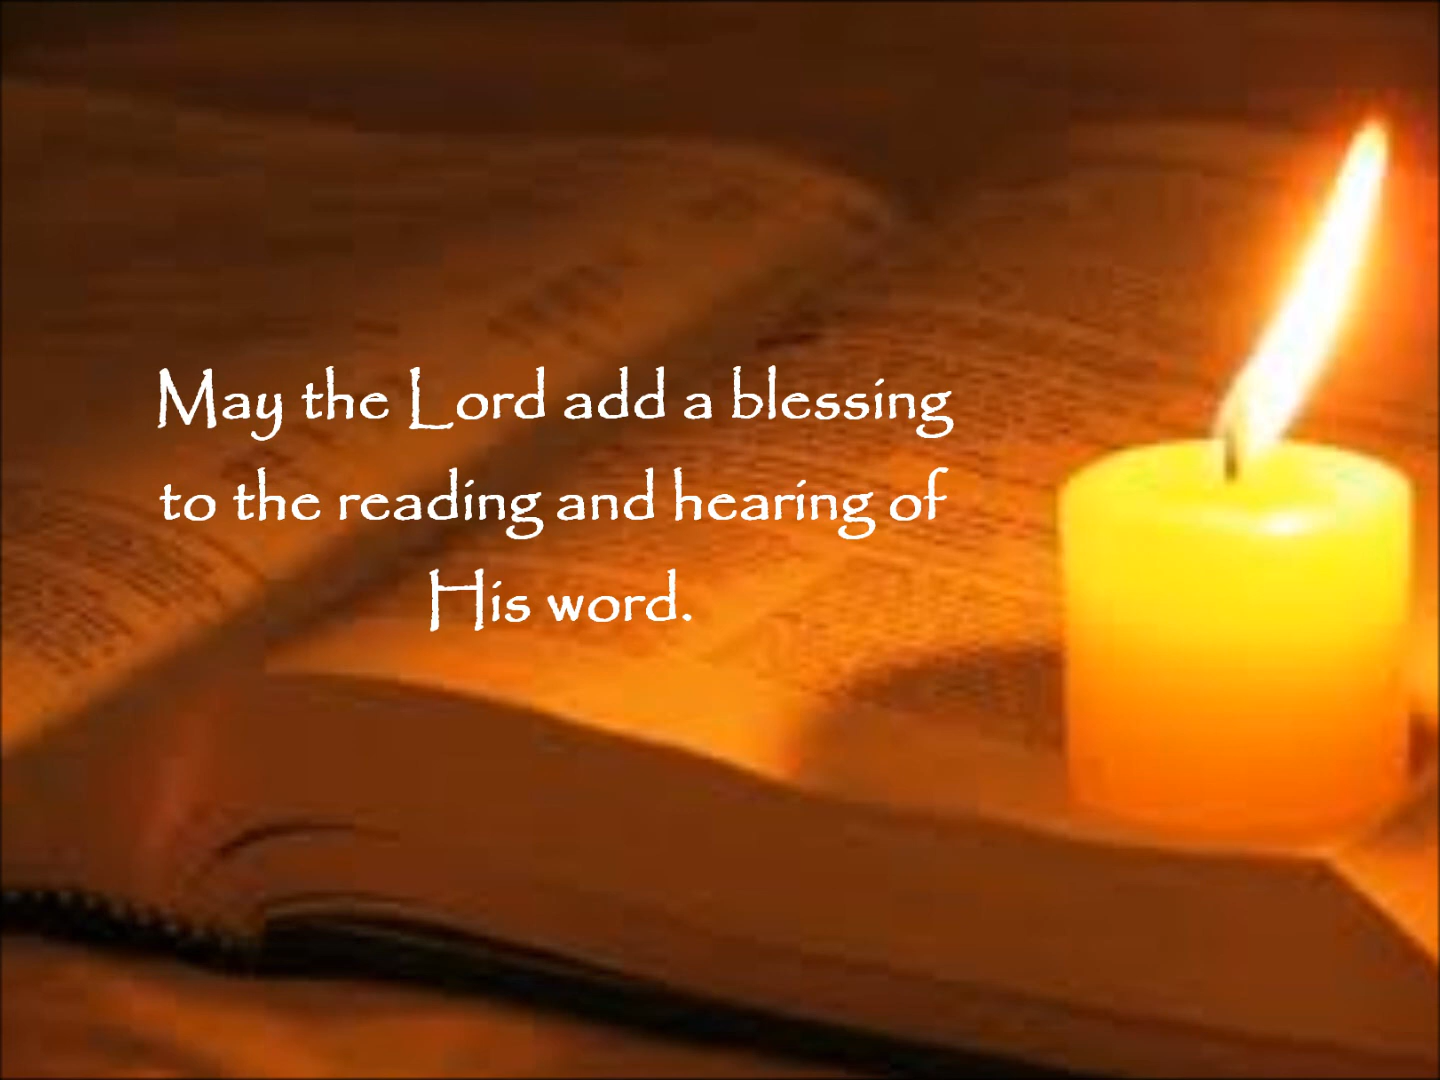 May the Lord add a blessing
to the reading and hearing of
His word.